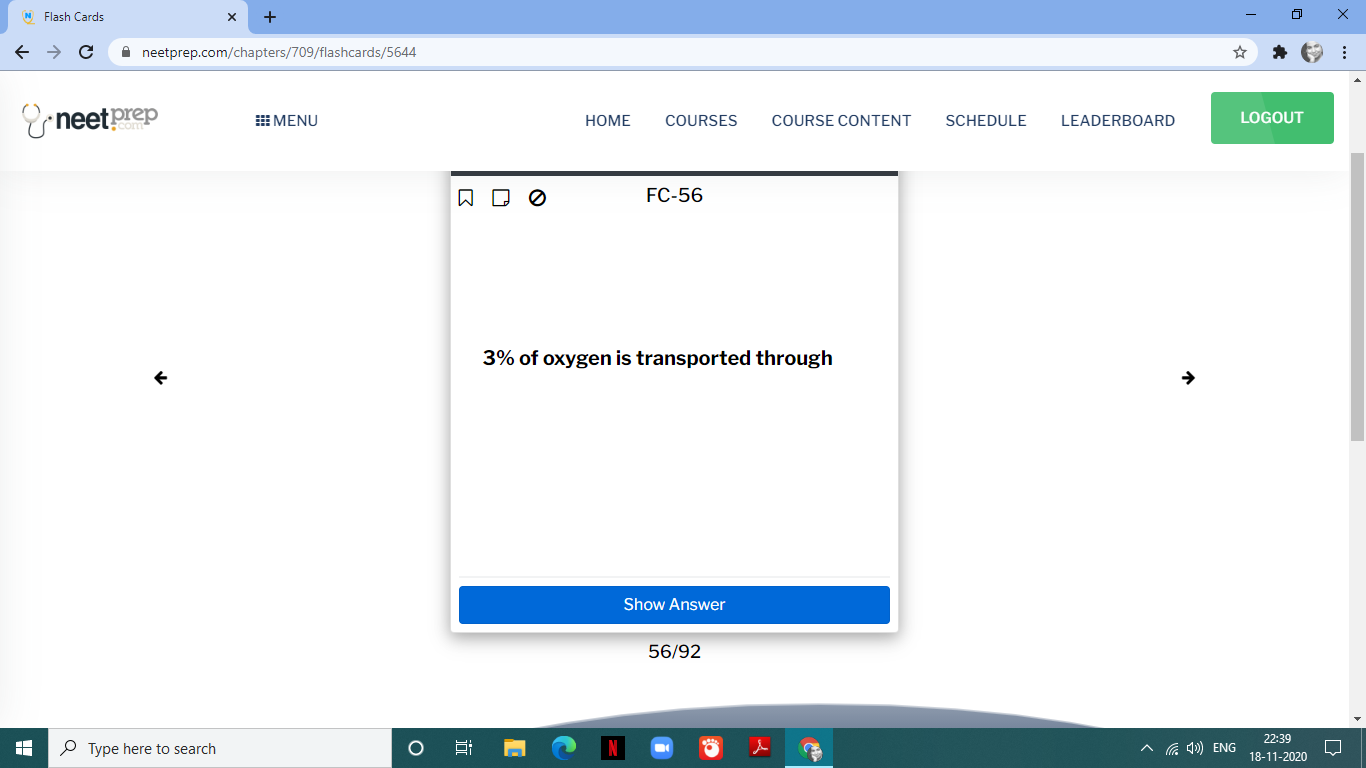 Flash Cards
neetprep.com/chapters/709/flashcards/5644
neetprep
.com
MENU
HOME
COURSES
COURSE CONTENT
SCHEDULE
LEADERBOARD
LOGOUT
FC-56
3% of oxygen is transported through
Show Answer
56/92
Type here to search
ENG
22:39
18-11-2020